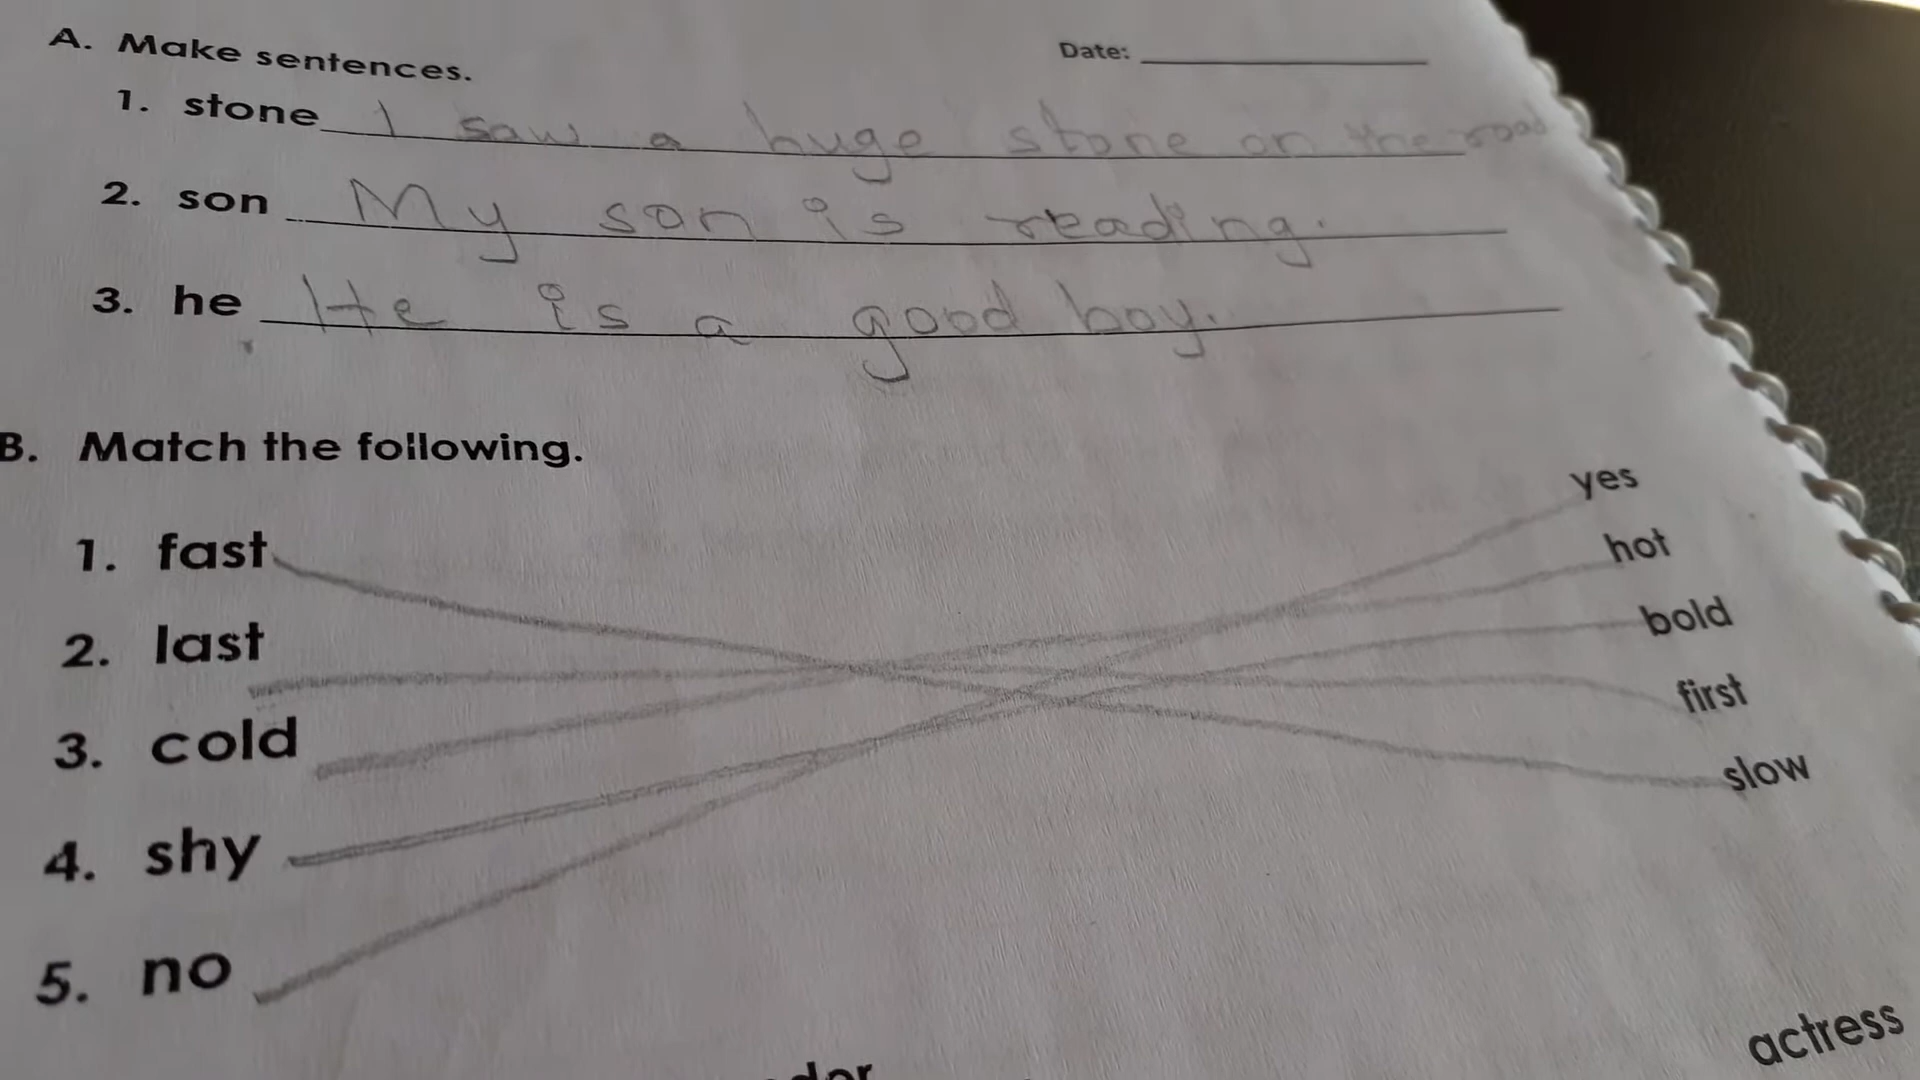 A. Make sentences.
Date:
1. stone I saw a huge stone on the road
2. son My son is reading.
3. he He is a good boy.
B. Match the following.
yes
1. fast
hot
2. last
bold
3. cold
first
4. shy
slow
5. no
actress